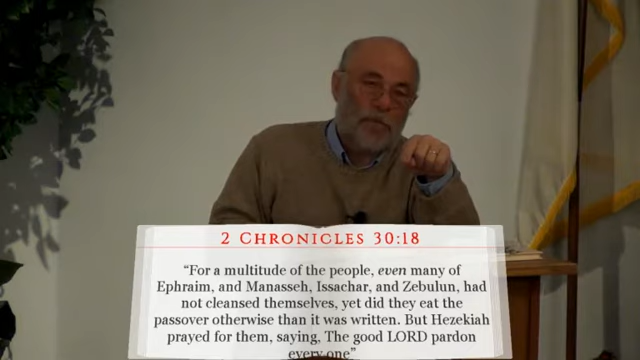 2 Chronicles 30:18
“For a multitude of the people, even many of
Ephraim, and Manasseh, Issachar, and Zebulun, had
not cleansed themselves, yet did they eat the
passover otherwise than it was written. But Hezekiah
prayed for them, saying, The good LORD pardon
every one”